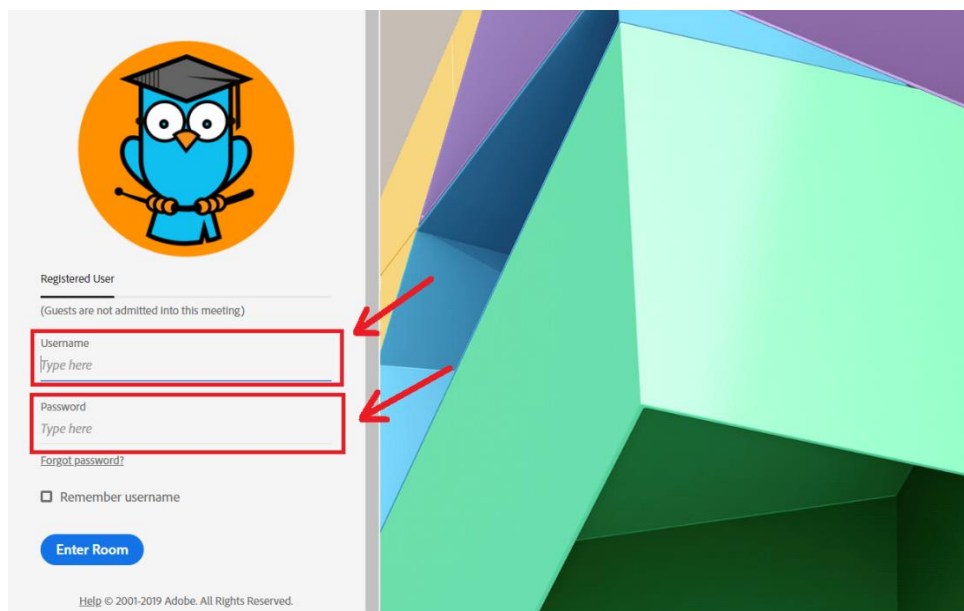 Registered User
(Guests are not admitted into this meeting)
Username
Type here
Password
Type here
Forgot password?
Remember username
Enter Room
Help © 2001-2019 Adobe. All Rights Reserved.